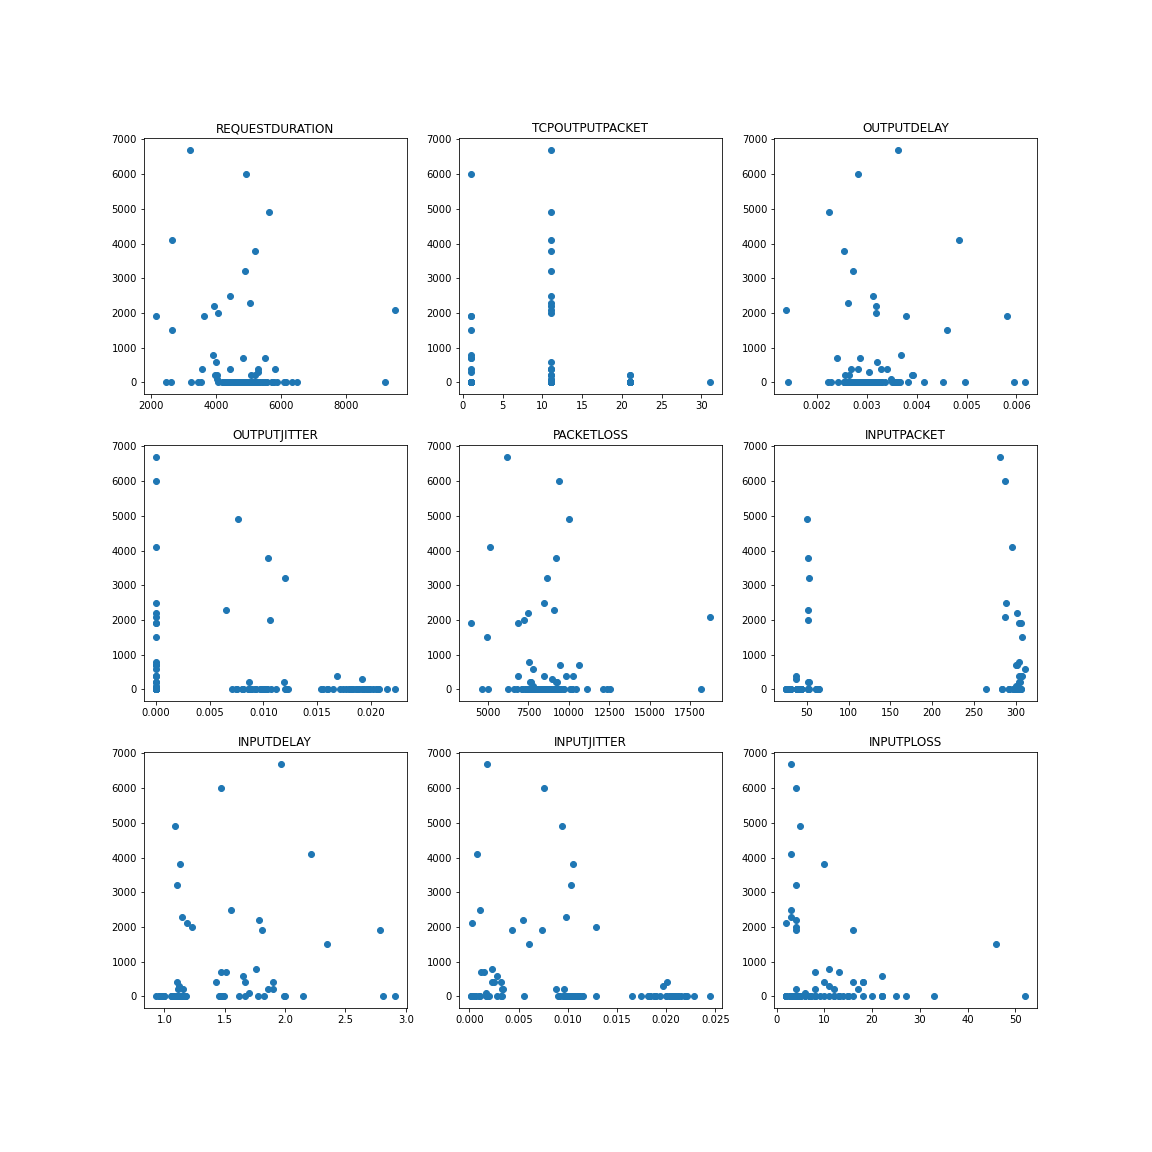 REQUESTDURATION TCPOUTPUTPACKET OUTPUTDELAY
7000 7000 7000
6000 6000 6000
5000 5000 5000
4000 4000 4000
3000 3000 3000
2000 2000 2000
1000 1000 1000
0 0 0
2000 4000 6000 8000 0 5 10 15 20 25 30 0.002 0.003 0.004 0.005 0.006
OUTPUTJITTER PACKETLOSS INPUTPACKET
7000 7000 7000
6000 6000 6000
5000 5000 5000
4000 4000 4000
3000 3000 3000
2000 2000 2000
1000 1000 1000
0 0 0
0.000 0.005 0.010 0.015 0.020 5000 7500 10000 12500 15000 17500 50 100 150 200 250 300
INPUTDELAY INPUTJITTER INPUTPLOSS
7000 7000 7000
6000 6000 6000
5000 5000 5000
4000 4000 4000
3000 3000 3000
2000 2000 2000
1000 1000 1000
0 0 0
1.0 1.5 2.0 2.5 3.0 0.000 0.005 0.010 0.015 0.020 0.025 0 10 20 30 40 50